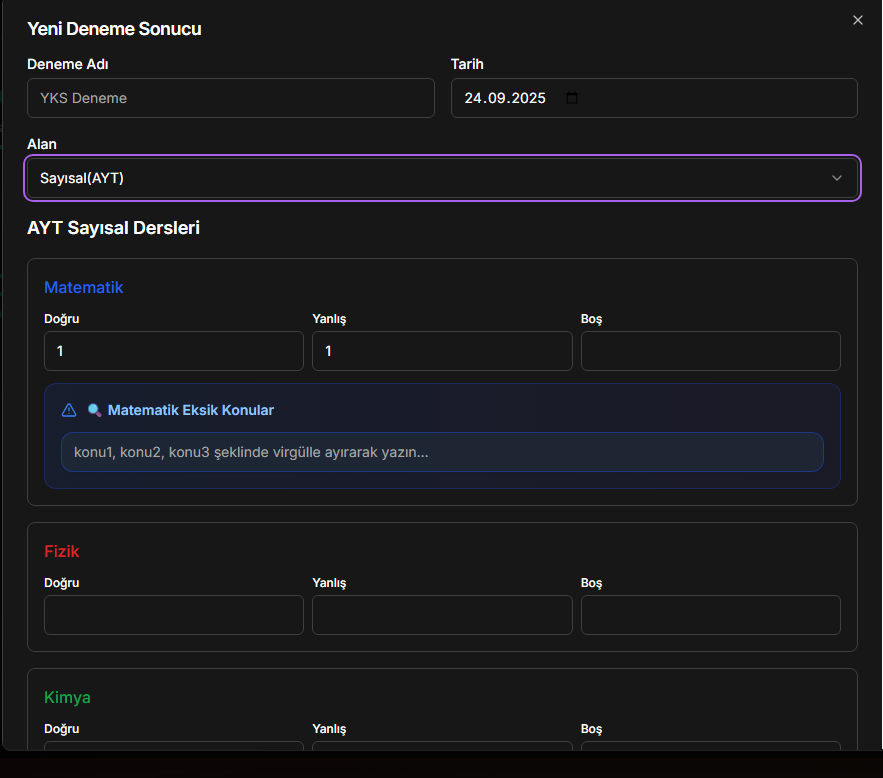 Yeni Deneme Sonucu
Deneme Adı Tarih
YKS Deneme 24.09.2025
Alan
Sayısal(AYT)
AYT Sayısal Dersleri
Matematik
Doğru Yanlış Boş
1 1
Matematik Eksik Konular
konu1, konu2, konu3 şeklinde virgülle ayırarak yazın...
Fizik
Doğru Yanlış Boş
Kimya
Doğru Yanlış Boş